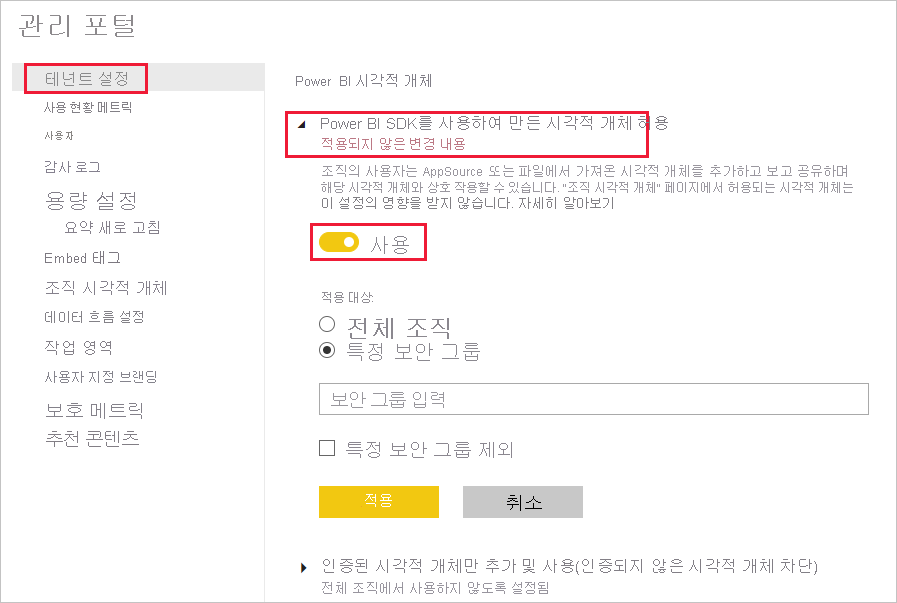 관리 포털
테넌트 설정
사용 현황 메트릭
사용자
감사 로그
용량 설정
요약 새로 고침
Embed 태그
조직 시각적 개체
데이터 흐름 설정
작업 영역
사용자 지정 브랜딩
보호 메트릭
추천 콘텐츠
Power BI 시각적 개체
Power BI SDK를 사용하여 만든 시각적 개체 허용
적용되지 않은 변경 내용
조직의 사용자는 AppSource 또는 파일에서 가져온 시각적 개체를 추가하고 보고 공유하며
해당 시각적 개체와 상호 작용할 수 있습니다. "조직 시각적 개체" 페이지에서 허용되는 시각적 개체는
이 설정의 영향을 받지 않습니다. 자세히 알아보기
사용
적용 대상:
전체 조직
특정 보안 그룹
보안 그룹 입력
특정 보안 그룹 제외
적용
취소
인증된 시각적 개체만 추가 및 사용(인증되지 않은 시각적 개체 차단)
전체 조직에서 사용하지 않도록 설정됨